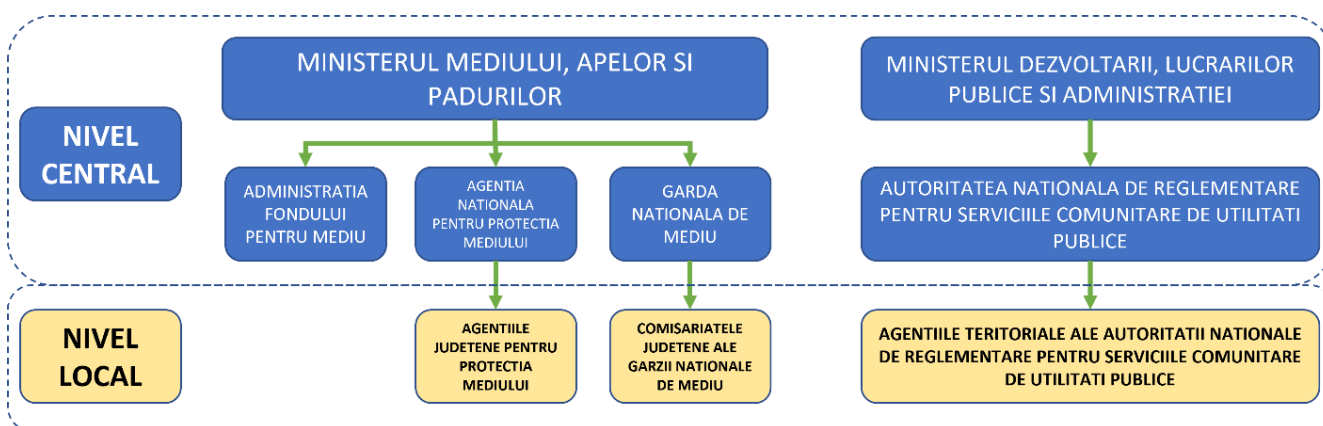 MINISTERUL MEDIULUI, APELOR SI
PADURILOR
MINISTERUL DEZVOLTARII, LUCRARILOR
PUBLICE SI ADMINISTRATIEI
NIVEL
CENTRAL
ADMINISTRATIA
FONDULUI
PENTRU MEDIU
AGENTIA
NATIONALA
PENTRU PROTECTIA
MEDIULUI
GARDA
NATIONALA DE
MEDIU
AUTORITATEA NATIONALA DE REGLEMENTARE
PENTRU SERVICIILE COMUNITARE DE UTILITATI
PUBLICE
NIVEL
LOCAL
AGENTIILE
JUDETENE PENTRU
PROTECTIA
MEDIULUI
COMISARIATELE
JUDETENE ALE
GARZII NATIONALE
DE MEDIU
AGENTIILE TERITORIALE ALE AUTORITATII NATIONALE
DE REGLEMENTARE PENTRU SERVICIILE COMUNITARE
DE UTILITATI PUBLICE